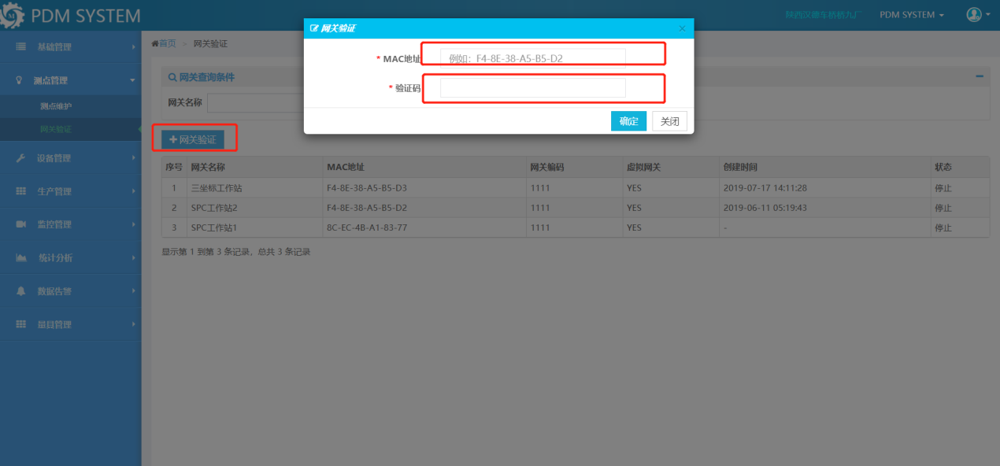 PDM SYSTEM
陕西汉德车桥桥九厂
PDM SYSTEM
网关验证
* MAC地址
例如：F4-8E-38-A5-B5-D2
* 验证码
确定
关闭
基础管理
测点管理
测点维护
网关验证
设备管理
生产管理
监控管理
统计分析
数据告警
量目管理
首页 > 网关验证
网关查询条件
网关名称
网关验证
序号 网关名称 MAC地址 网关编码 虚拟网关 创建时间 状态
1 三坐标工作站 F4-8E-38-A5-B5-D3 1111 YES 2019-07-17 14:11:28 停止
2 SPC工作站2 F4-8E-38-A5-B5-D2 1111 YES 2019-06-11 05:19:43 停止
3 SPC工作站1 8C-EC-4B-A1-83-77 1111 YES - 停止
显示第 1 到第 3 条记录，总共 3 条记录